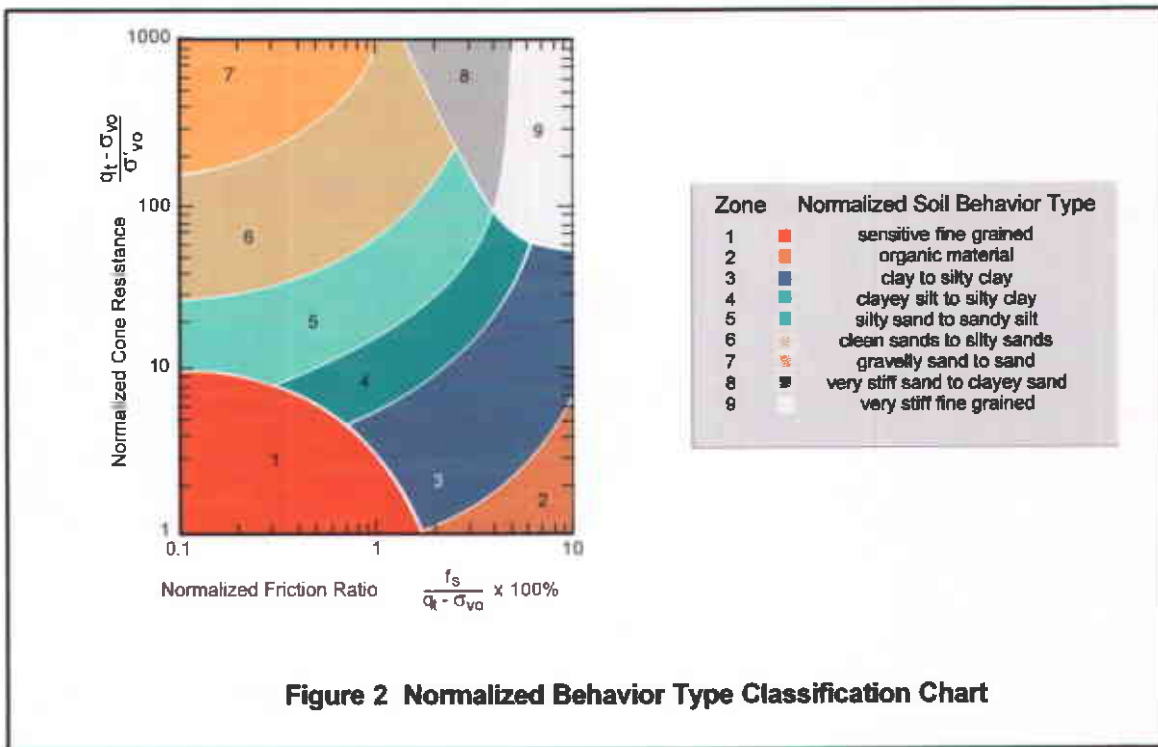 1000
100
10
1
0.1
1
10
7
8
9
6
5
4
1
3
2
Normalized Cone Resistance
qt - σvo
σ'vo
Normalized Friction Ratio
fs
qt - σvo
x 100%
Zone Normalized Soil Behavior Type
1 sensitive fine grained
2 organic material
3 clay to silty clay
4 clayey silt to silty clay
5 silty sand to sandy silt
6 clean sands to silty sands
7 gravelly sand to sand
8 very stiff sand to clayey sand
9 very stiff fine grained
Figure 2 Normalized Behavior Type Classification Chart